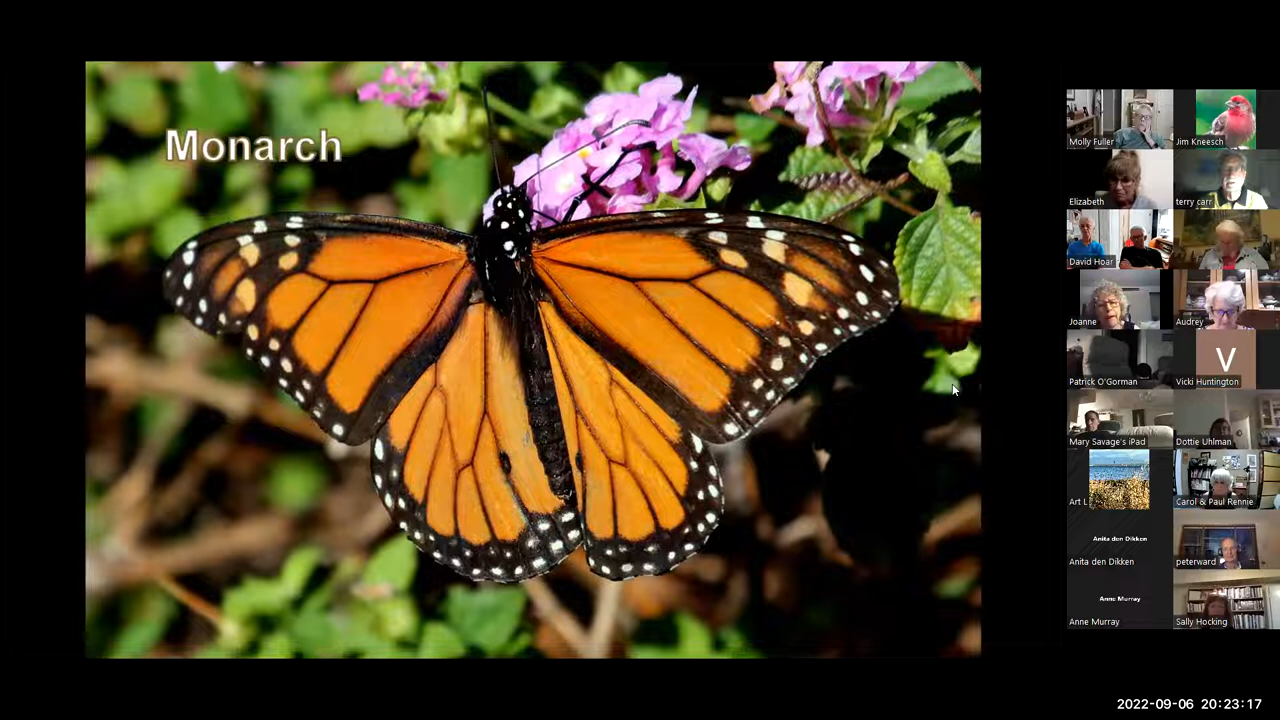 Monarch
Molly Fuller
Jim Kneesch
Elizabeth
terry carr
David Hoar
Joanne
Audrey
Patrick O'Gorman
V
Vicki Huntington
Mary Savage's iPad
Dottie Uhlman
Art L
Carol & Paul Rennie
Anita den Dikken
Anita den Dikken
peterward
Anne Murray
Anne Murray
Sally Hocking
2022-09-06 20:23:17